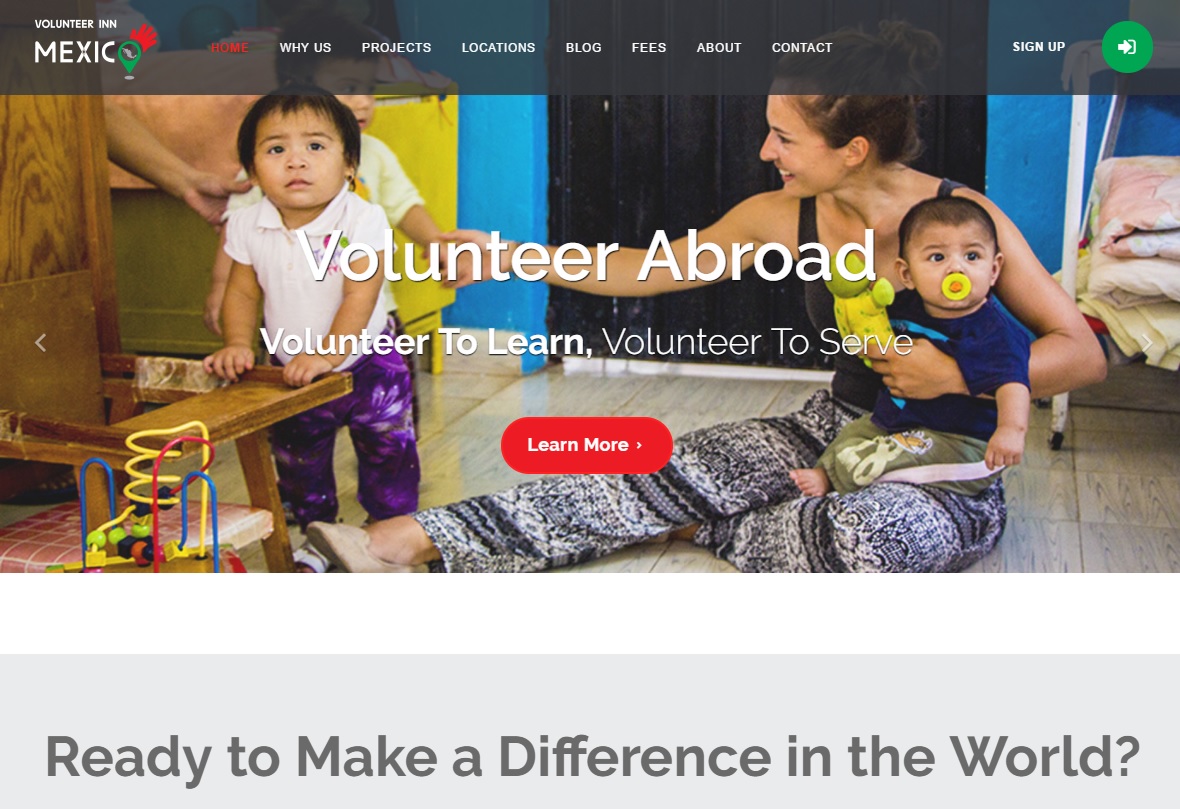 VOLUNTEER INN
MEXICO
HOME WHY US PROJECTS LOCATIONS BLOG FEES ABOUT CONTACT SIGN UP
Volunteer Abroad
Volunteer To Learn, Volunteer To Serve
Learn More ›
Ready to Make a Difference in the World?